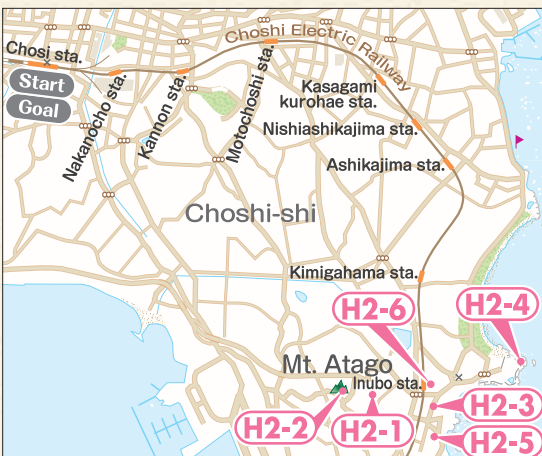 Chosi sta.
Start
Goal
Nakanocho sta.
Kannon sta.
Motochoshi sta.
Choshi Electric Railway
Kasagami
kurohae sta.
Nishiashikajima sta.
Ashikajima sta.
Choshi-shi
Kimigahama sta.
H2-6
H2-4
Mt. Atago
Inubo sta.
H2-3
H2-2
H2-1
H2-5